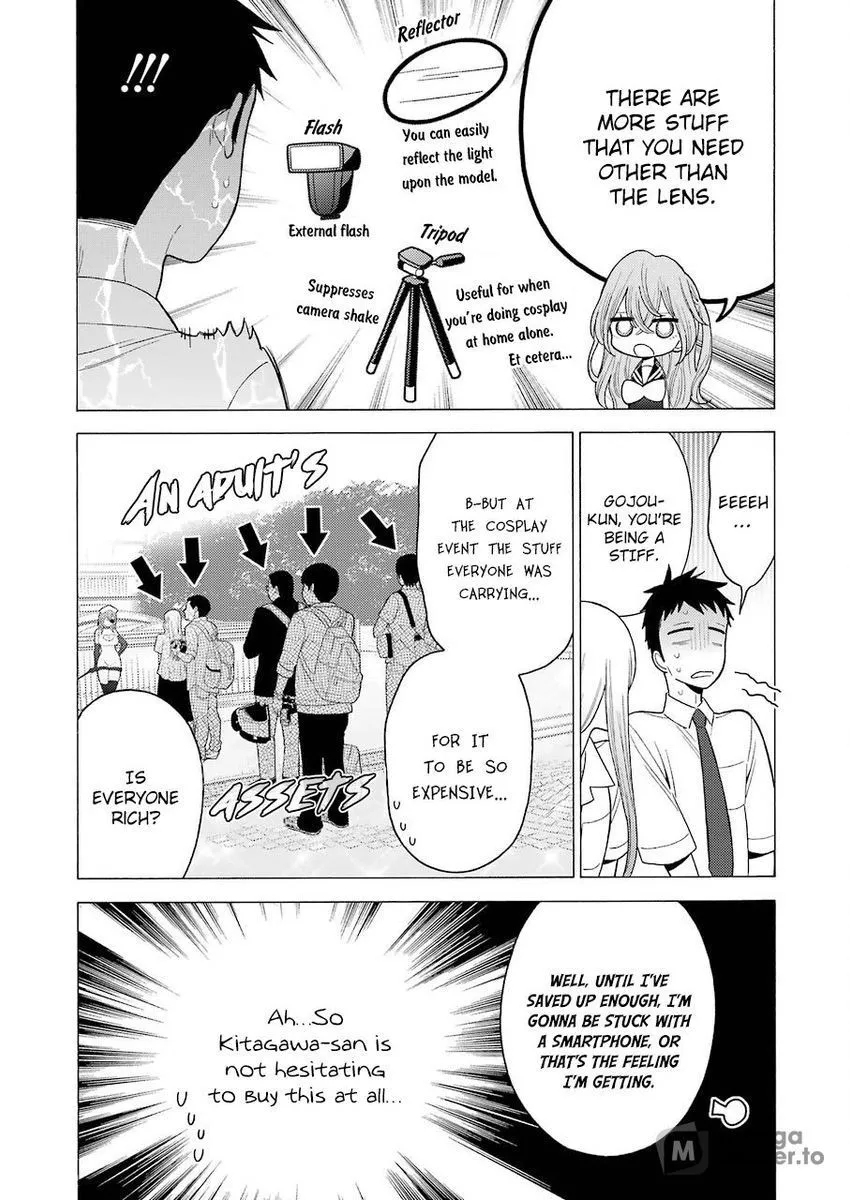 THERE ARE
MORE STUFF
THAT YOU NEED
OTHER THAN
THE LENS.
Reflector
You can easily
reflect the light
upon the model.
Flash
External flash
Tripod
Suppresses
camera shake
Useful for when
you're doing cosplay
at home alone.
Et cetera...
!!!
EEEEH
...
GOJOU-
KUN, YOU'RE
BEING A
STIFF.
B-BUT AT
THE COSPLAY
EVENT THE STUFF
EVERYONE WAS
CARRYING...
FOR IT
TO BE SO
EXPENSIVE...
AN ADULT'S
ASSETS
IS
EVERYONE
RICH?
WELL, UNTIL I'VE
SAVED UP ENOUGH, I'M
GONNA BE STUCK WITH
A SMARTPHONE, OR
THAT'S THE FEELING
I'M GETTING.
Ah...So
Kitagawa-san is
not hesitating
to buy this at all...
M